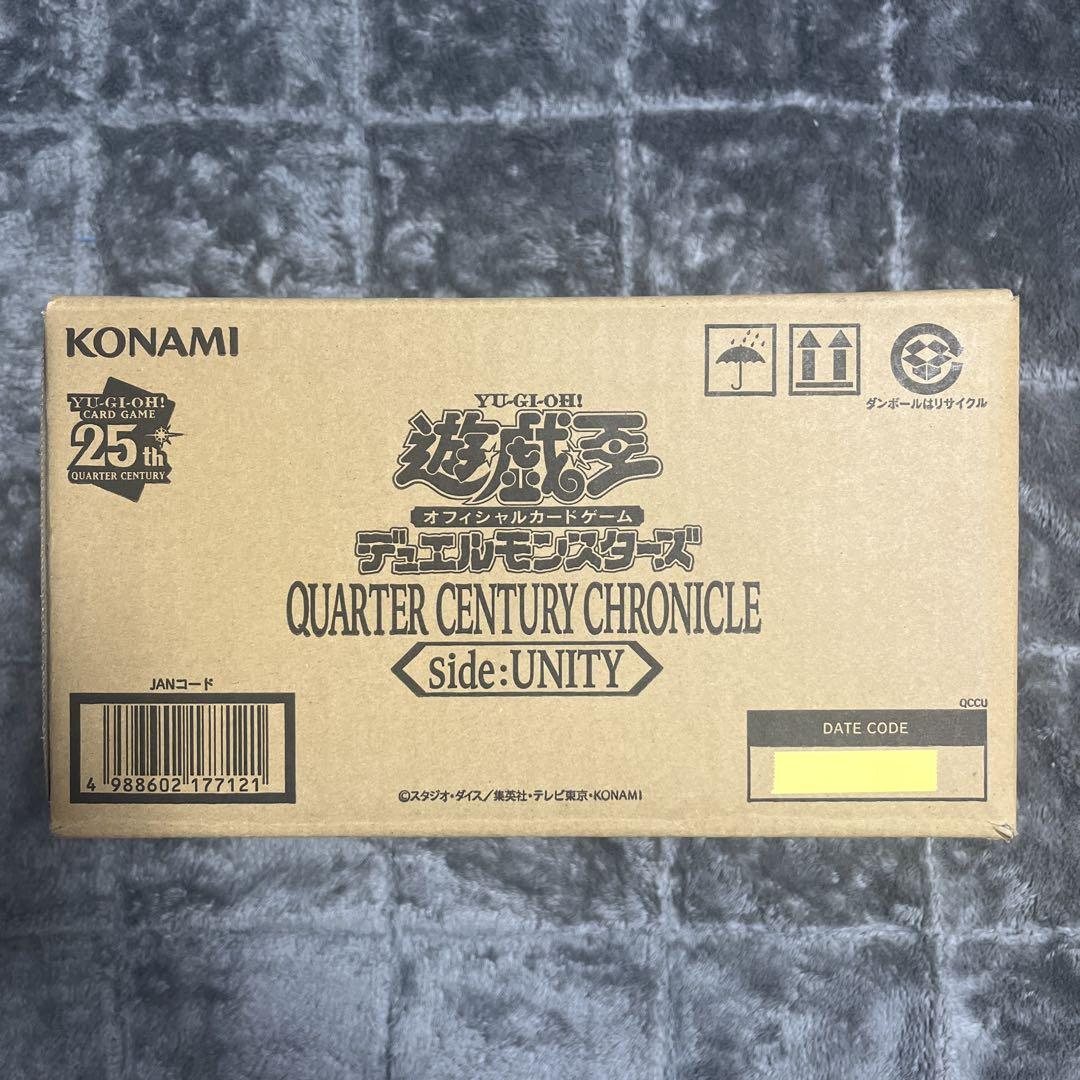 KONAMI
YU-GI-OH!
CARD GAME
25th
QUARTER CENTURY
ダンボールはリサイクル
YU-GI-OH!
遊戯王
オフィシャルカードゲーム
デュエルモンスターズ
QUARTER CENTURY CHRONICLE
side:UNITY
JANコード
4 988602 177121
QCCU
DATE CODE
©スタジオ・ダイス/集英社・テレビ東京・KONAMI